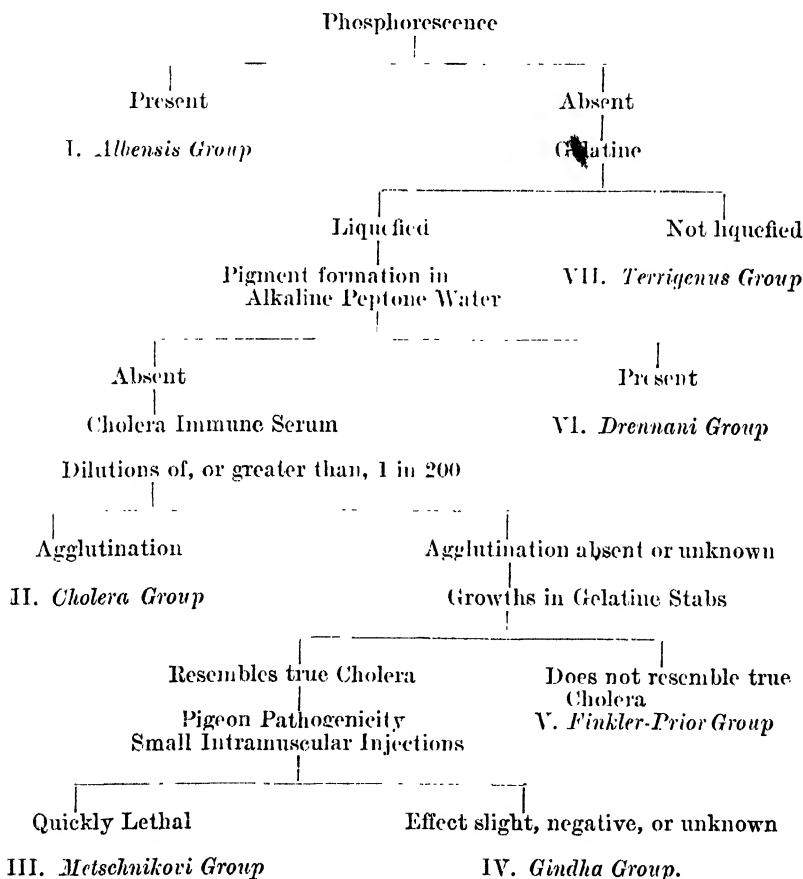 Phosphorescence
Present
Absent
I. Albensis Group
Gelatine
Liquefied
Not liquefied
Pigment formation in
Alkaline Peptone Water
VII. Terrigenus Group
Absent
Present
Cholera Immune Serum
VI. Drennani Group
Dilutions of, or greater than, 1 in 200
Agglutination
Agglutination absent or unknown
II. Cholera Group
Growths in Gelatine Stabs
Resembles true Cholera
Does not resemble true
Cholera
Pigeon Pathogenicity
V. Finkler-Prior Group
Small Intramuscular Injections
Quickly Lethal
Effect slight, negative, or unknown
III. Metschnikovi Group
IV. Gindha Group.